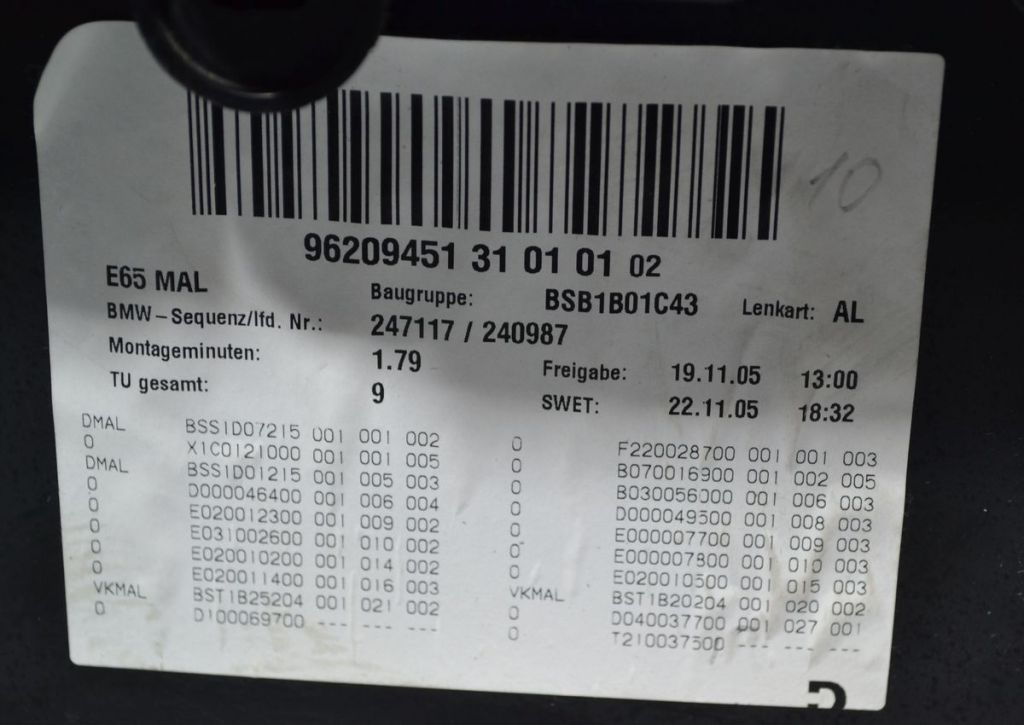 10
96209451 31 01 01 02
E65 MAL Baugruppe: BSB1B01C43 Lenkart: AL
BMW-Sequenz/lfd. Nr.: 247117 / 240987
Montageminuten: 1.79 Freigabe: 19.11.05 13:00
TU gesamt: 9 SWET: 22.11.05 18:32
DMAL BSS1D07215 001 001 002 0 F220028700 001 001 003
0 X1C0121000 001 001 005 0 B070016900 001 002 005
DMAL BSS1D01215 001 005 003 0 B030056000 001 006 003
0 D000046400 001 006 004 0 D000049500 001 008 003
0 E020012300 001 009 002 0 E000007700 001 009 003
0 E031002600 001 010 002 0 E000007800 001 010 003
0 E020010200 001 014 002 0 E020010500 001 015 003
0 E020011400 001 016 003 VKMAL BST1B20204 001 020 002
VKMAL BST1B25204 001 021 002 0 D040037700 001 027 001
0 D100069700 --- --- --- 0 T210037500 --- --- ---